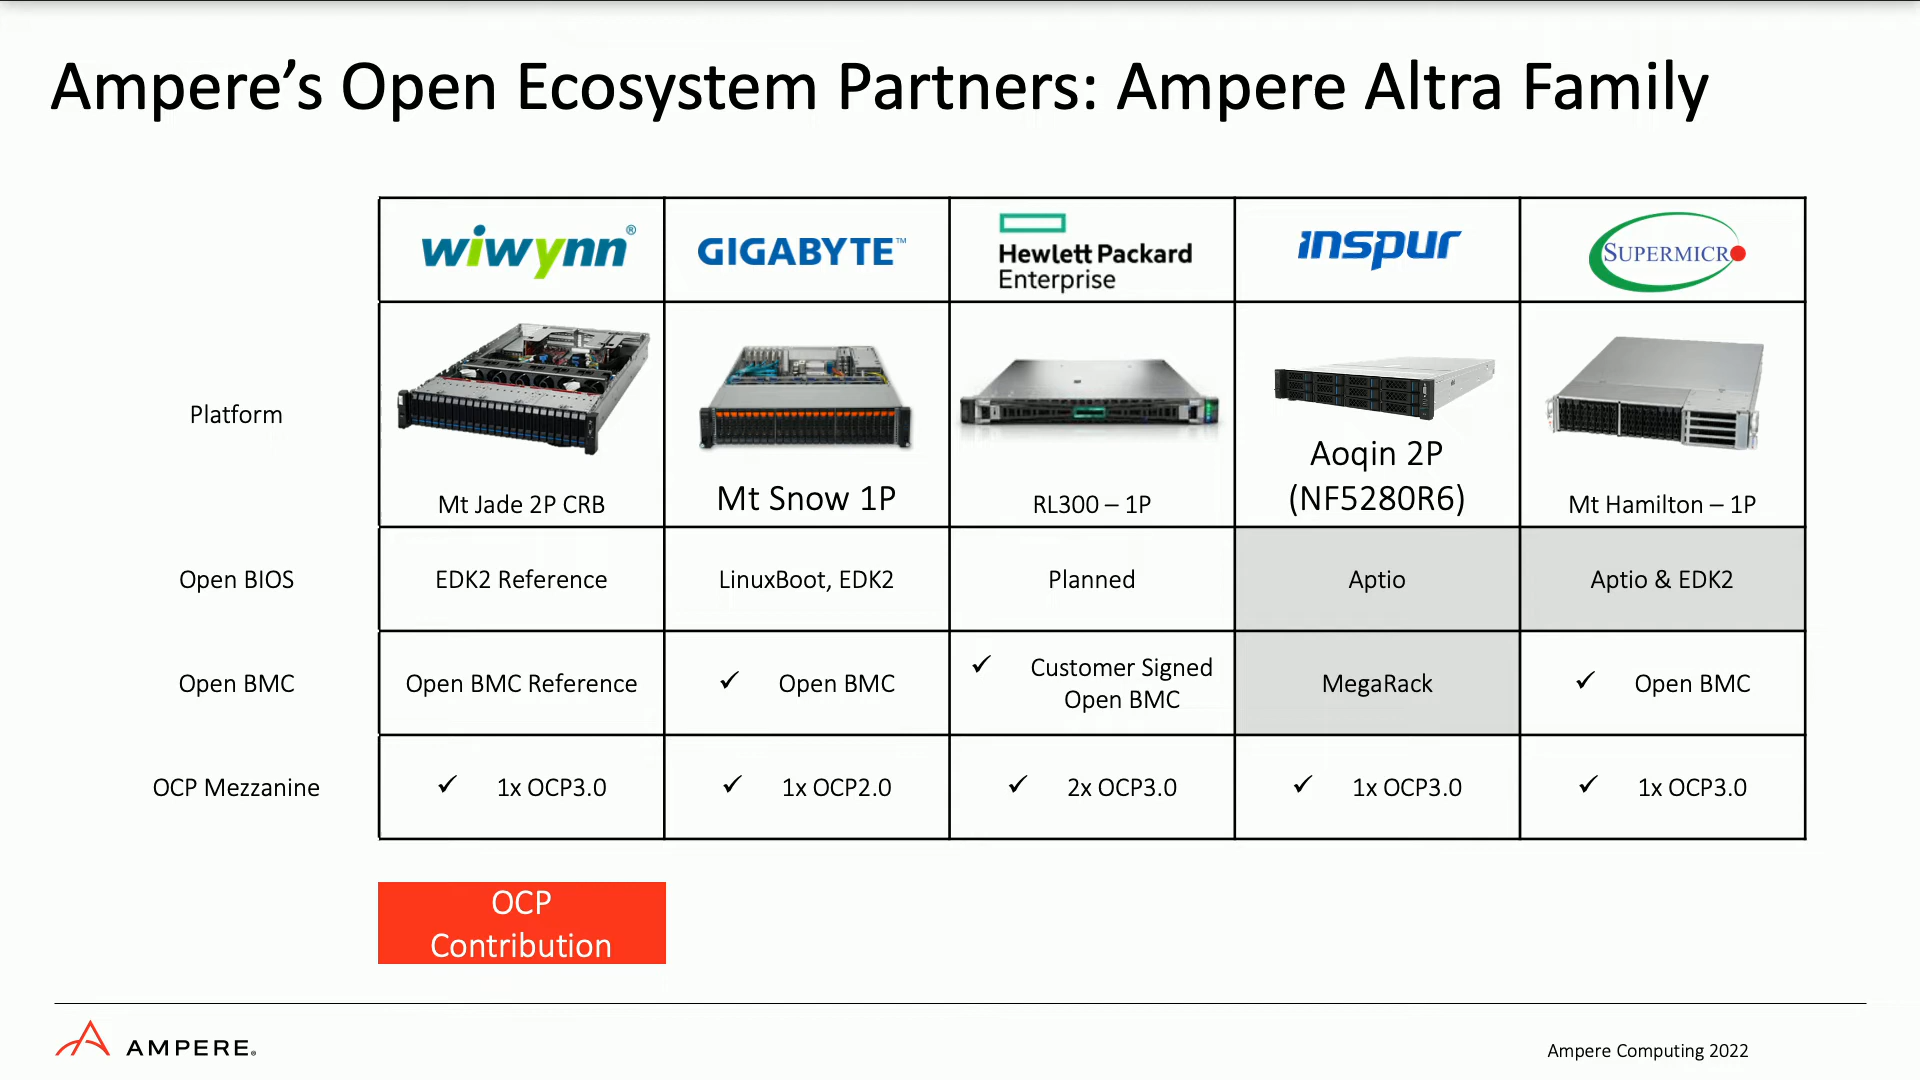 Ampere’s Open Ecosystem Partners: Ampere Altra Family
wiwynn®
GIGABYTE™
Hewlett Packard
Enterprise
inspur
SUPERMICR
Platform
Mt Jade 2P CRB
Mt Snow 1P
RL300 – 1P
Aoqin 2P
(NF5280R6)
Mt Hamilton – 1P
Open BIOS
EDK2 Reference
LinuxBoot, EDK2
Planned
Aptio
Aptio & EDK2
Open BMC
Open BMC Reference
✓ Open BMC
✓ Customer Signed
Open BMC
MegaRack
✓ Open BMC
OCP Mezzanine
✓ 1x OCP3.0
✓ 1x OCP2.0
✓ 2x OCP3.0
✓ 1x OCP3.0
✓ 1x OCP3.0
OCP
Contribution
AMPERE®
Ampere Computing 2022